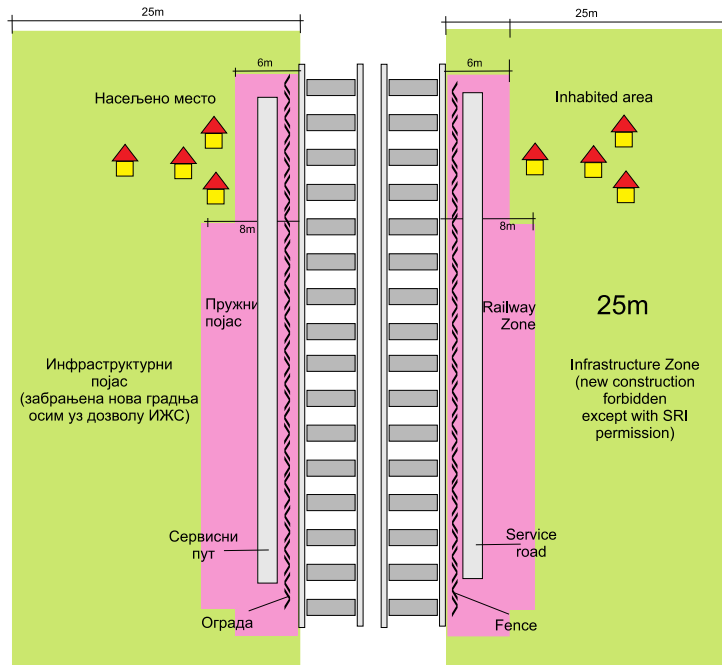 25m
25m
6m
6m
Насељено место
Inhabited area
8m
8m
Пружни
појас
Railway
Zone
25m
Инфраструктурни
појас
(забрањена нова градња
осим уз дозволу ИЖС)
Infrastructure Zone
(new construction
forbidden
except with SRI
permission)
Сервисни
пут
Service
road
Ограда
Fence